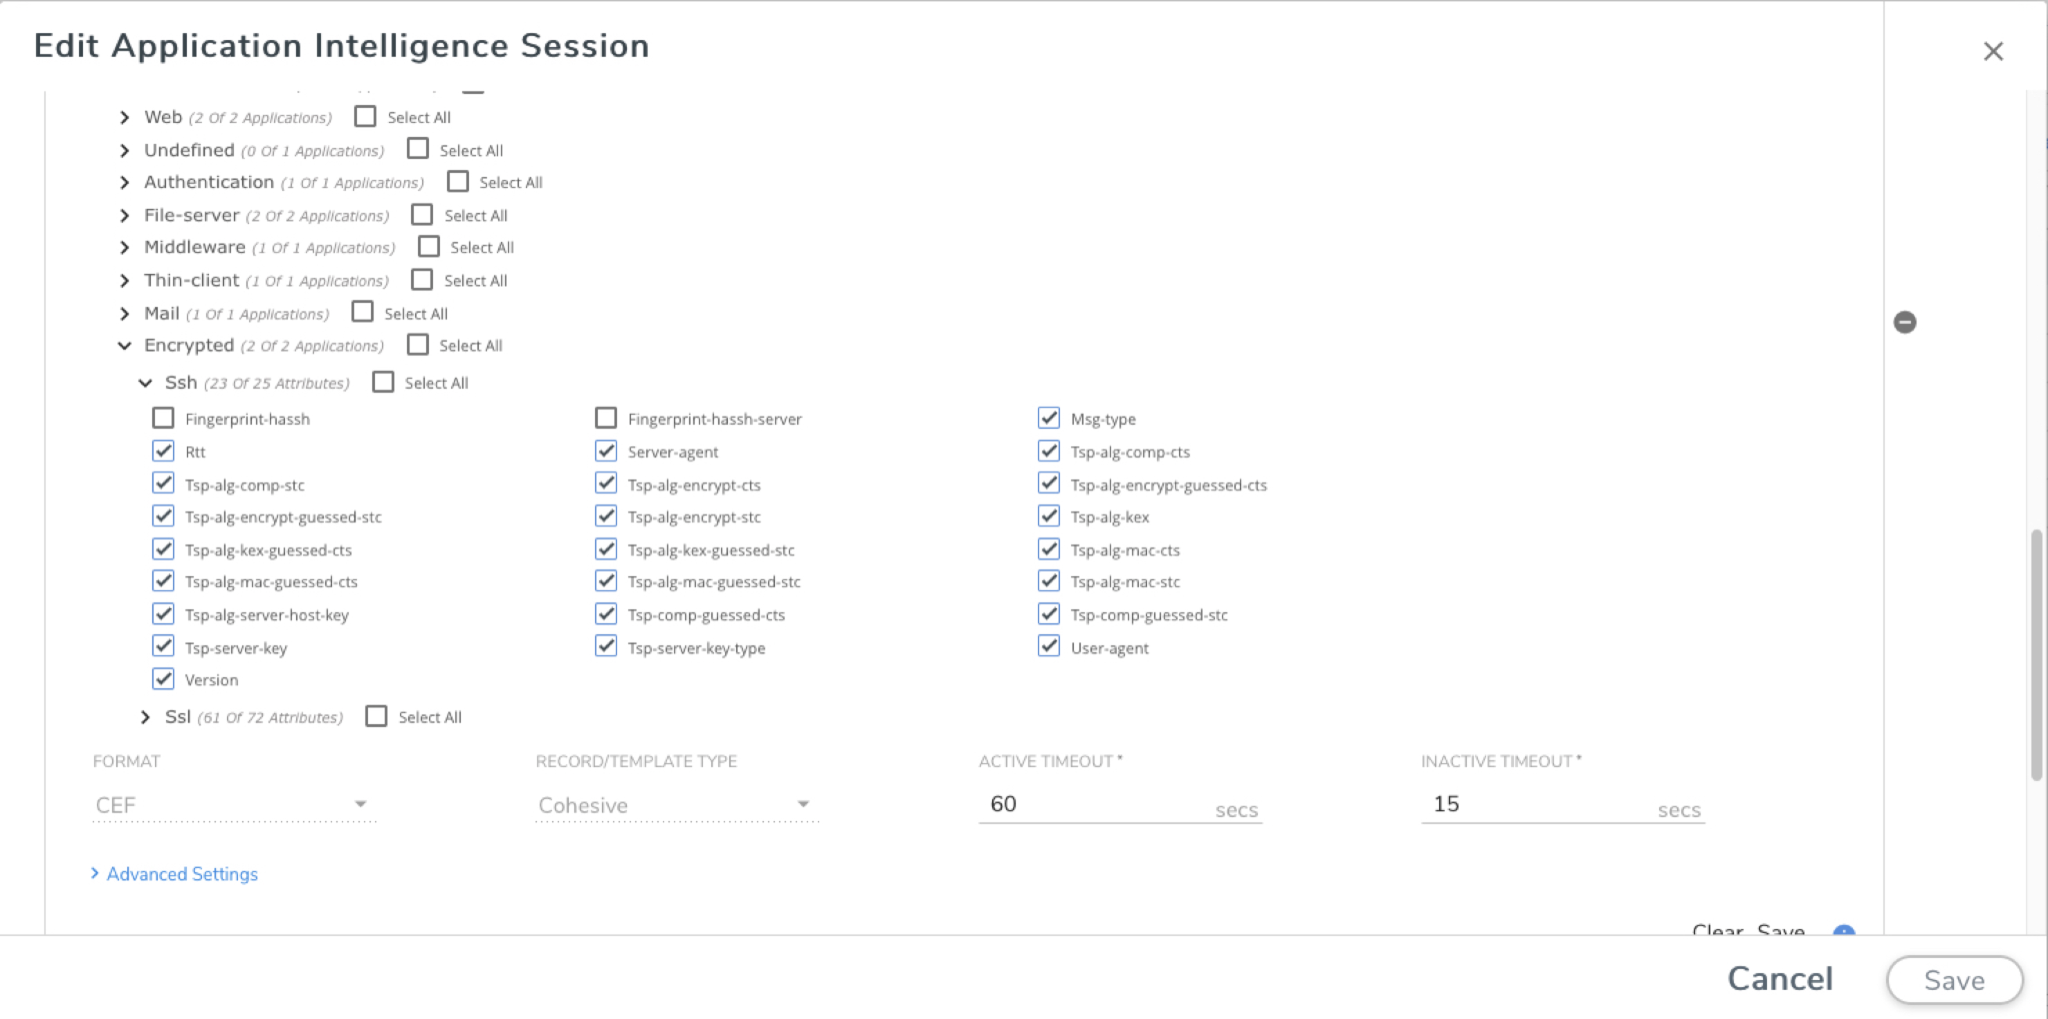 Edit Application Intelligence Session
Web (2 Of 2 Applications) Select All
Undefined (0 Of 1 Applications) Select All
Authentication (1 Of 1 Applications) Select All
File-server (2 Of 2 Applications) Select All
Middleware (1 Of 1 Applications) Select All
Thin-client (1 Of 1 Applications) Select All
Mail (1 Of 1 Applications) Select All
Encrypted (2 Of 2 Applications) Select All
Ssh (23 Of 25 Attributes) Select All
Fingerprint-hassh Fingerprint-hassh-server Msg-type
Rtt Server-agent Tsp-alg-comp-cts
Tsp-alg-comp-stc Tsp-alg-encrypt-cts Tsp-alg-encrypt-guessed-cts
Tsp-alg-encrypt-guessed-stc Tsp-alg-encrypt-stc Tsp-alg-kex
Tsp-alg-kex-guessed-cts Tsp-alg-kex-guessed-stc Tsp-alg-mac-cts
Tsp-alg-mac-guessed-cts Tsp-alg-mac-guessed-stc Tsp-alg-mac-stc
Tsp-alg-server-host-key Tsp-comp-guessed-cts Tsp-comp-guessed-stc
Tsp-server-key Tsp-server-key-type User-agent
Version
Ssl (61 Of 72 Attributes) Select All
FORMAT RECORD/TEMPLATE TYPE ACTIVE TIMEOUT * INACTIVE TIMEOUT *
CEF Cohesive 60 secs 15 secs
Advanced Settings
Clear Save
Cancel Save